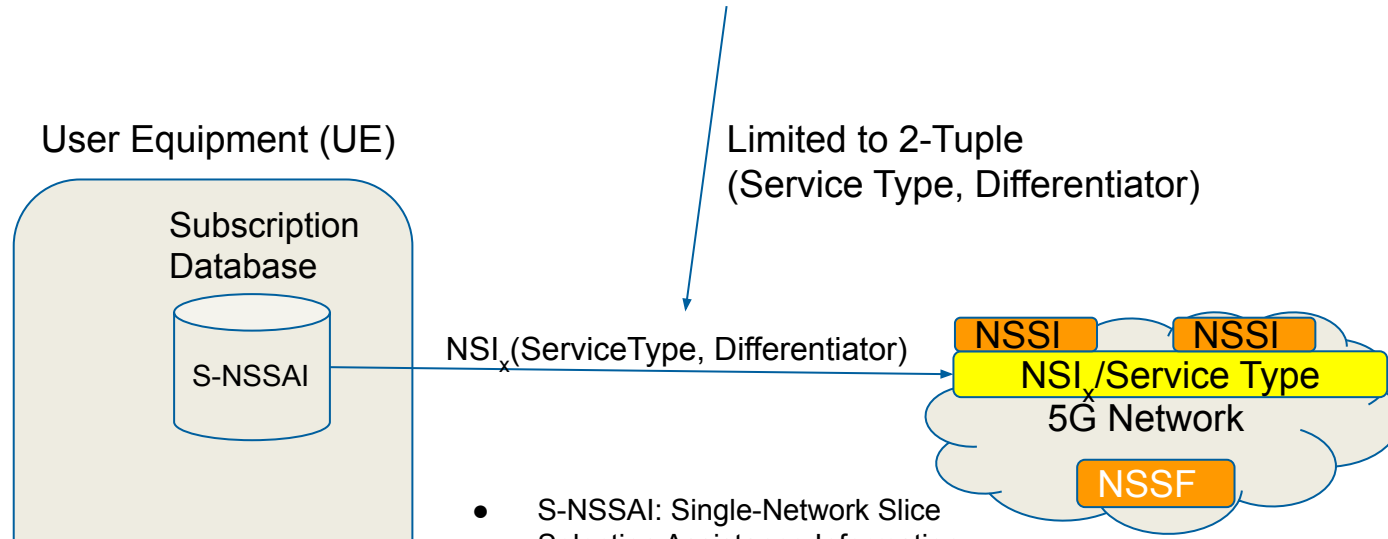 User Equipment (UE)
Limited to 2-Tuple
(Service Type, Differentiator)
Subscription
Database
S-NSSAI
NSIx(ServiceType, Differentiator)
NSSI
NSSI
NSIx/Service Type
5G Network
NSSF
● S-NSSAI: Single-Network Slice